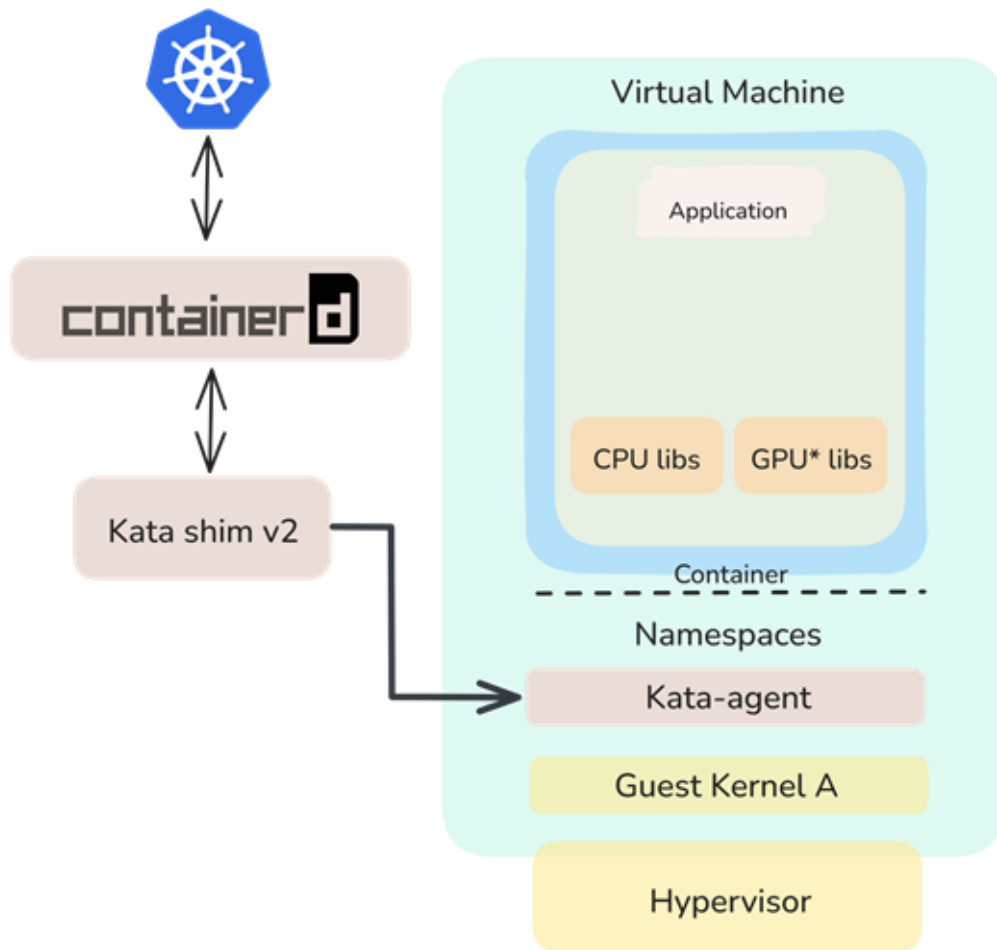 Virtual Machine
Application
containerd
CPU libs
GPU* libs
Kata shim v2
Container
Namespaces
Kata-agent
Guest Kernel A
Hypervisor